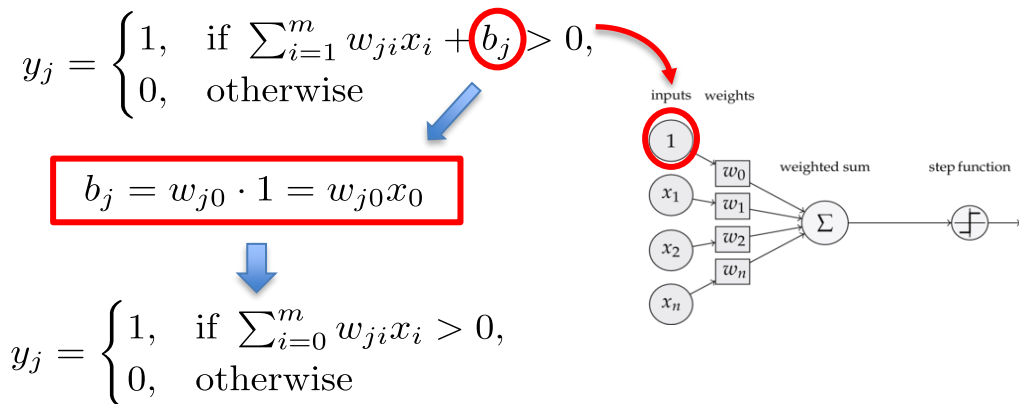 y_j = { 1, if ∑_{i=1}^{m} w_{ji}x_i + b_j > 0,
0, otherwise
b_j = w_{j0} · 1 = w_{j0}x_0
y_j = { 1, if ∑_{i=0}^{m} w_{ji}x_i > 0,
0, otherwise
inputs weights
1
w_0
weighted sum
step function
x_1
w_1
Σ
x_2
w_2
x_n
w_n